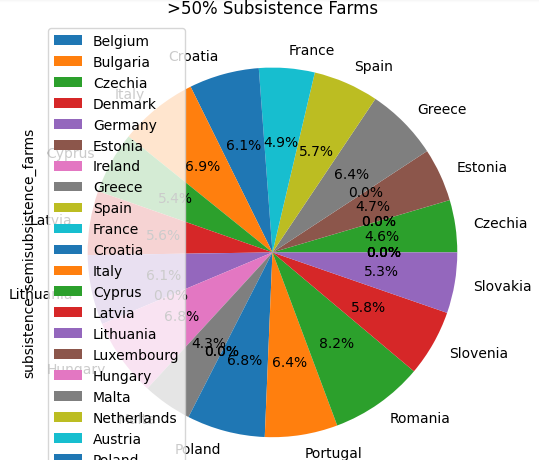 >50% Subsistence Farms
subsistence_semisubsistence_farms
Belgium
Bulgaria
Czechia
Denmark
Germany
Estonia
Ireland
Greece
Spain
France
Croatia
Italy
Cyprus
Latvia
Lithuania
Luxembourg
Hungary
Malta
Netherlands
Austria
Poland
Czechia
Estonia
Greece
Spain
France
Croatia
Italy
Cyprus
Latvia
Lithuania
Hungary
Malta
Poland
Portugal
Romania
Slovenia
Slovakia
4.6%
0.0%
4.7%
0.0%
6.4%
5.7%
4.9%
6.1%
6.9%
5.4%
5.6%
6.1%
0.0%
6.8%
4.3%
0.0%
6.8%
6.4%
8.2%
5.8%
5.3%
0.0%